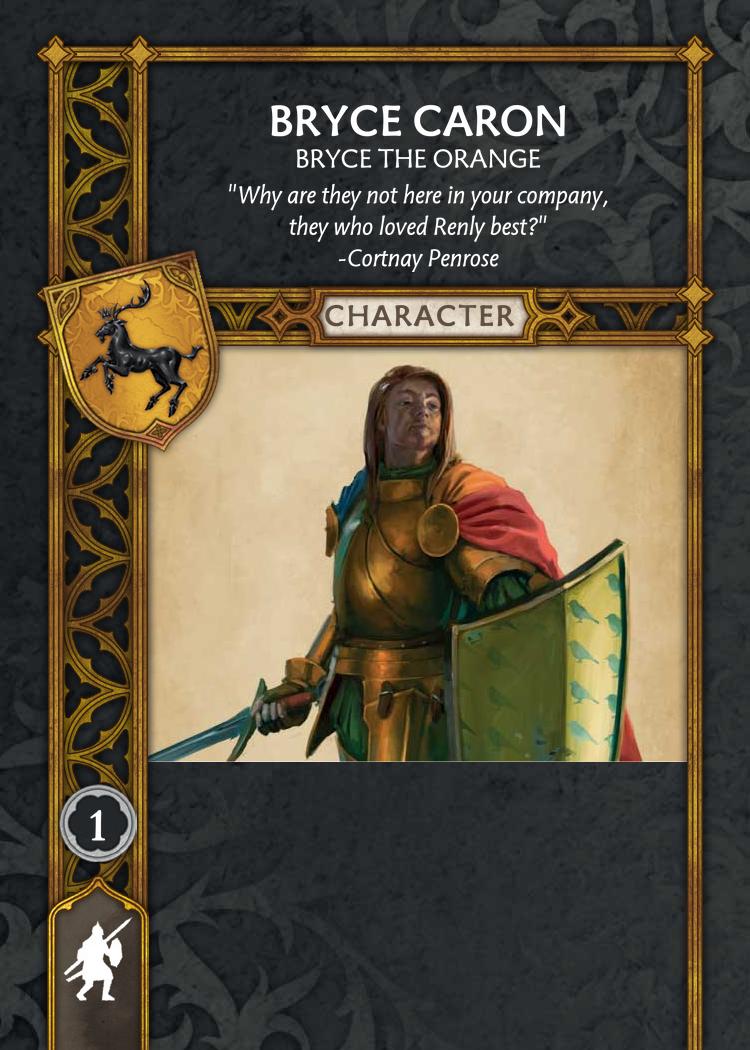 BRYCE CARON
BRYCE THE ORANGE
"Why are they not here in your company,
they who loved Renly best?"
-Cortnay Penrose
CHARACTER
1